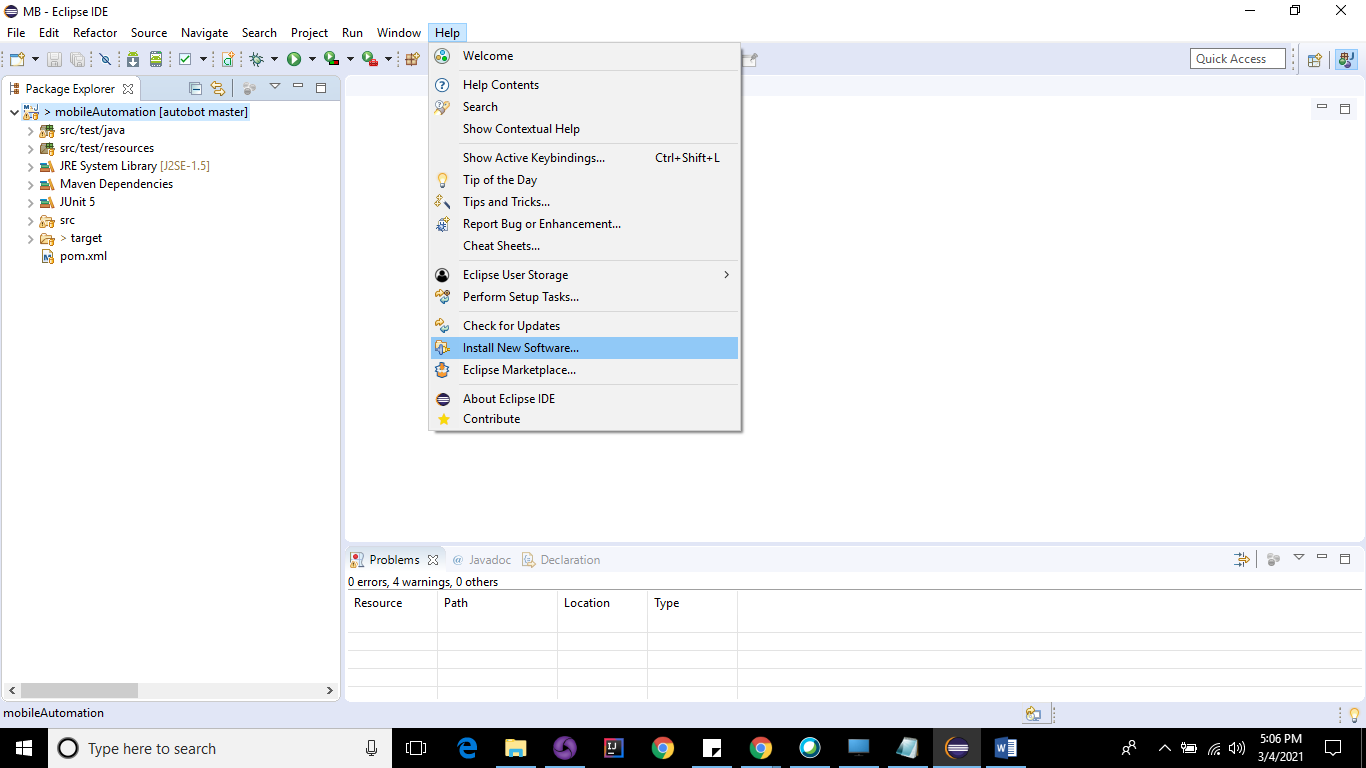 MB - Eclipse IDE
File Edit Refactor Source Navigate Search Project Run Window Help
Quick Access
Package Explorer
> mobileAutomation [autobot master]
src/test/java
src/test/resources
JRE System Library [J2SE-1.5]
Maven Dependencies
JUnit 5
src
> target
pom.xml
Welcome
Help Contents
Search
Show Contextual Help
Show Active Keybindings... Ctrl+Shift+L
Tip of the Day
Tips and Tricks...
Report Bug or Enhancement...
Cheat Sheets...
Eclipse User Storage
Perform Setup Tasks...
Check for Updates
Install New Software...
Eclipse Marketplace...
About Eclipse IDE
Contribute
Problems @ Javadoc Declaration
0 errors, 4 warnings, 0 others
Resource Path Location Type
mobileAutomation
Type here to search
5:06 PM
3/4/2021